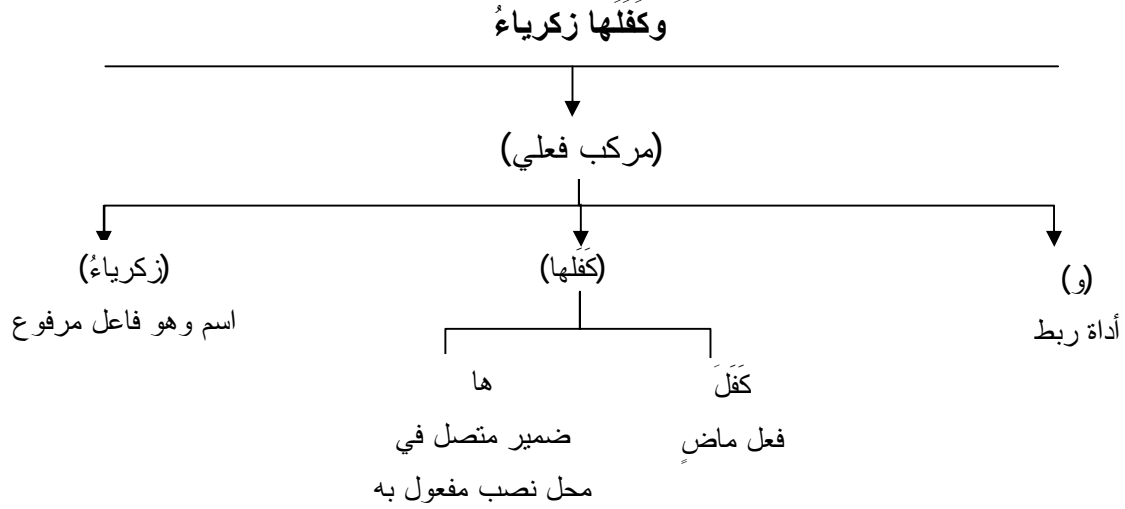 وكَفَلَها زكرياءُ
(مركب فعلي)
(و)
أداة ربط
(كَفَلها)
(زكرياءُ)
اسم وهو فاعل مرفوع
كَفَلَ
فعل ماضٍ
ها
ضمير متصل في
محل نصب مفعول به